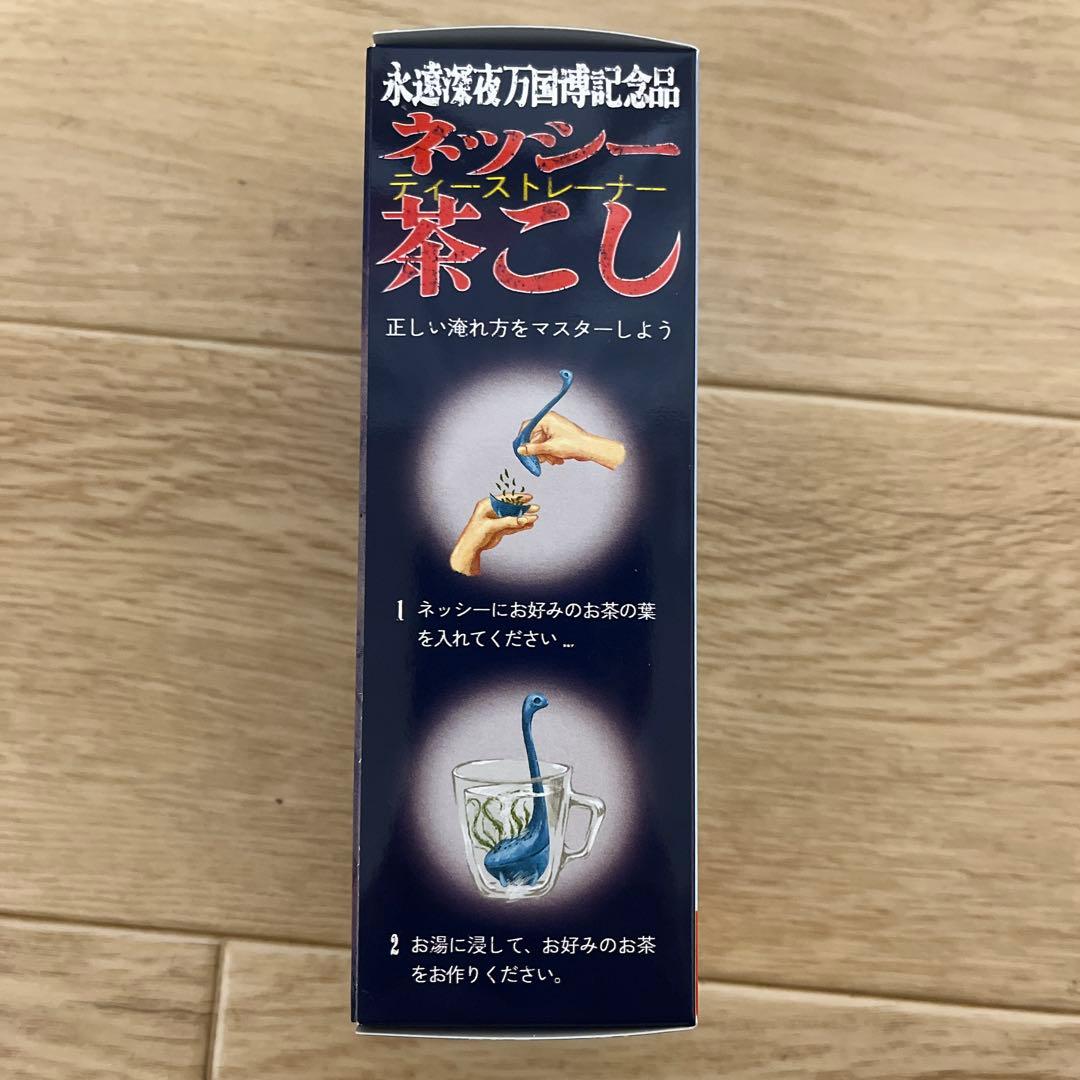 永遠深夜万国博記念品
ネッシー
ティーストレーナー
茶こし
正しい淹れ方をマスターしよう
1 ネッシーにお好みのお茶の葉
を入れてください...
2 お湯に浸して、お好みのお茶
をお作りください。